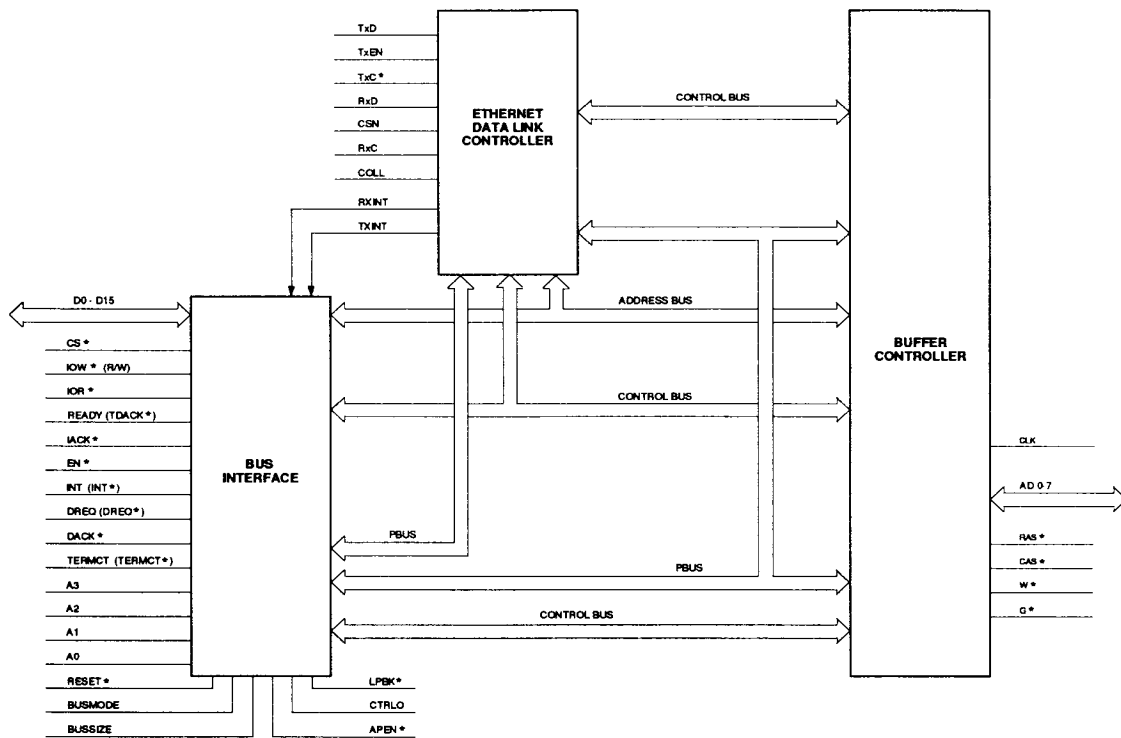 TxD
TxEN
TxC *
RxD
CSN
RxC
COLL
RXINT
TXINT
ETHERNET
DATA LINK
CONTROLLER
CONTROL BUS
D0 - D15
ADDRESS BUS
CS *
IOW * (R/W)
IOR *
READY (TDACK *)
IACK *
EN *
INT (INT *)
DREQ (DREQ *)
DACK *
TERMCT (TERMCT *)
A3
A2
A1
A0
RESET *
BUSMODE
BUSSIZE
BUS
INTERFACE
LPBK *
CTRLO
APEN *
CONTROL BUS
PBUS
PBUS
CONTROL BUS
BUFFER
CONTROLLER
CLK
AD 0-7
RAS *
CAS *
W *
G *